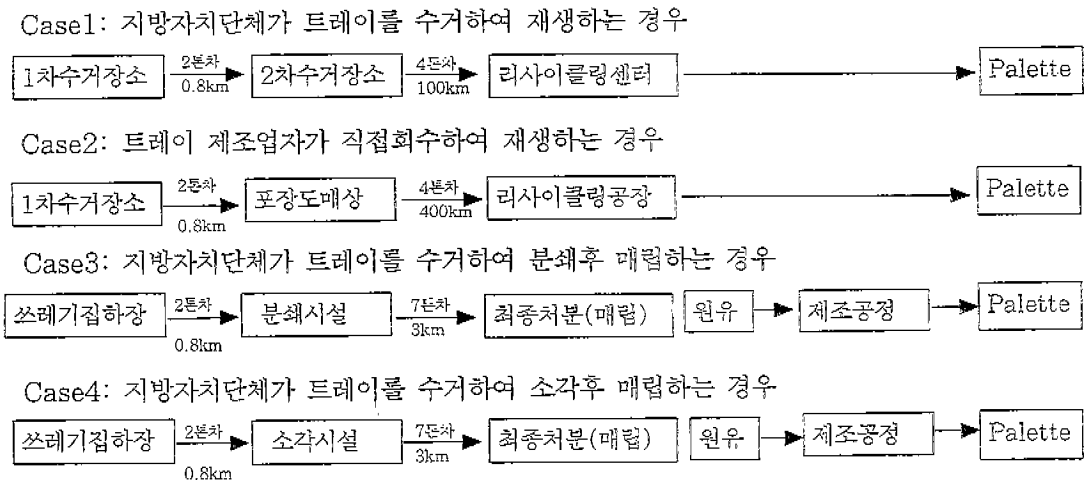 Case1: 지방자치단체가 트레이를 수거하여 재생하는 경우
1차수거장소 2톤차 0.8km 2차수거장소 4톤차 100km 리사이클링센터 Palette
Case2: 트레이 제조업자가 직접회수하여 재생하는 경우
1차수거장소 2톤차 0.8km 포장도매상 4톤차 400km 리사이클링공장 Palette
Case3: 지방자치단체가 트레이를 수거하여 분쇄후 매립하는 경우
쓰레기집하장 2톤차 0.8km 분쇄시설 7톤차 3km 최종처분(매립) 원유 제조공정 Palette
Case4: 지방자치단체가 트레이를 수거하여 소각후 매립하는 경우
쓰레기집하장 2톤차 0.8km 소각시설 7톤차 3km 최종처분(매립) 원유 제조공정 Palette